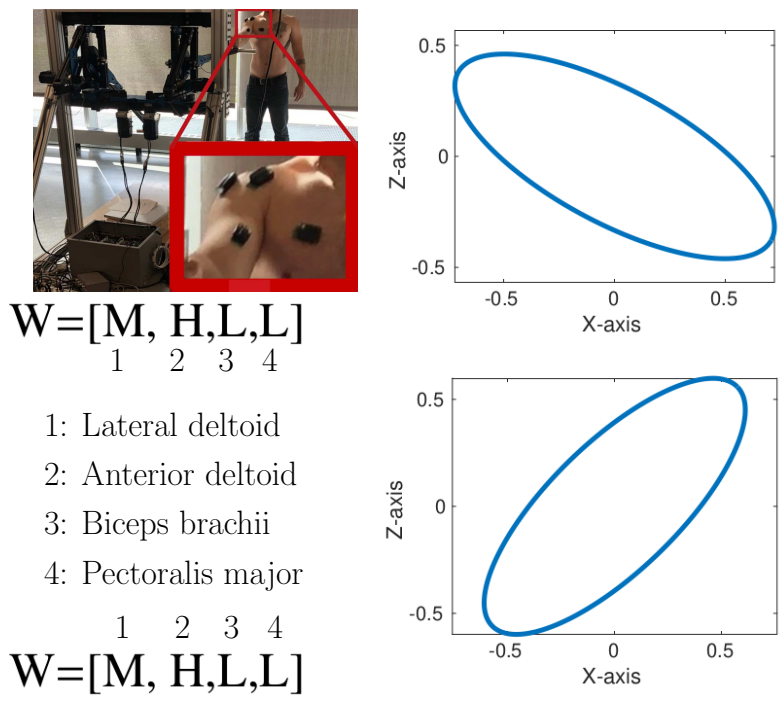 W=[M, H,L,L]
1 2 3 4
1: Lateral deltoid
2: Anterior deltoid
3: Biceps brachii
4: Pectoralis major
1 2 3 4
W=[M, H,L,L]
0.5
0
-0.5
Z-axis
-0.5 0 0.5
X-axis
0.5
0
-0.5
Z-axis
-0.5 0 0.5
X-axis